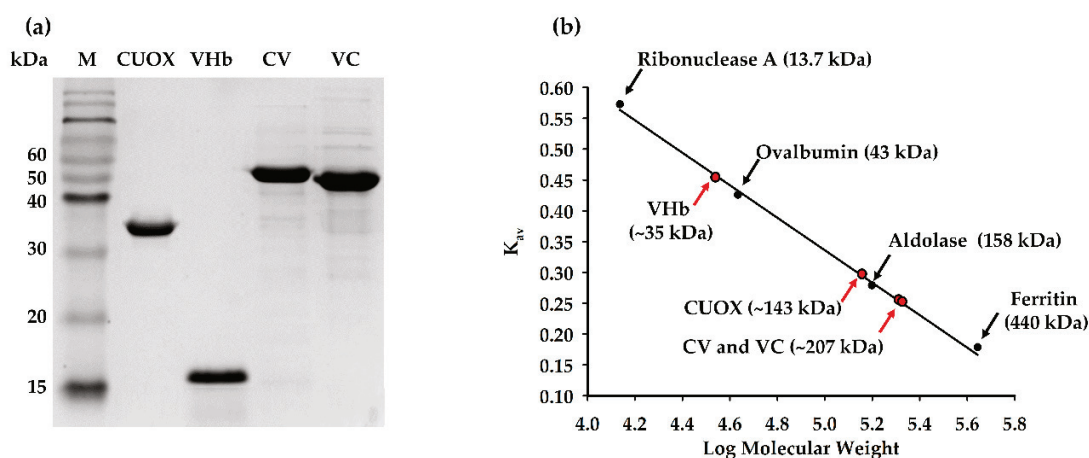 (a)
kDa M CUOX VHb CV VC
60
50
40
30
20
15
(b)
Ribonuclease A (13.7 kDa)
Ovalbumin (43 kDa)
VHb
(~35 kDa)
Aldolase (158 kDa)
CUOX (~143 kDa)
CV and VC (~207 kDa)
Ferritin
(440 kDa)
K_av
0.60
0.55
0.50
0.45
0.40
0.35
0.30
0.25
0.20
0.15
0.10
4.0 4.2 4.4 4.6 4.8 5.0 5.2 5.4 5.6 5.8
Log Molecular Weight